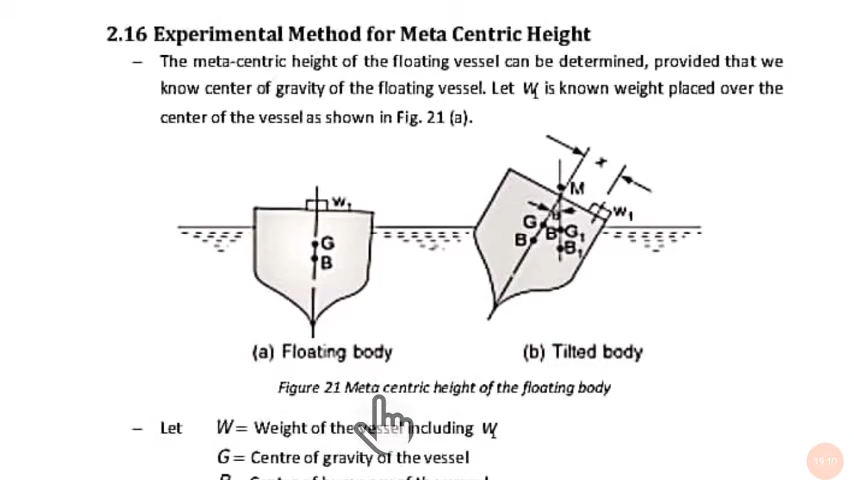 2.16 Experimental Method for Meta Centric Height
– The meta-centric height of the floating vessel can be determined, provided that we
know center of gravity of the floating vessel. Let W₁ is known weight placed over the
center of the vessel as shown in Fig. 21 (a).
x
M
W₁
W₁
θ
G
G
B
G₁
B
B
B₁
(a) Floating body
(b) Tilted body
Figure 21 Meta centric height of the floating body
– Let W = Weight of the vessel including W₁
G = Centre of gravity of the vessel
19:10